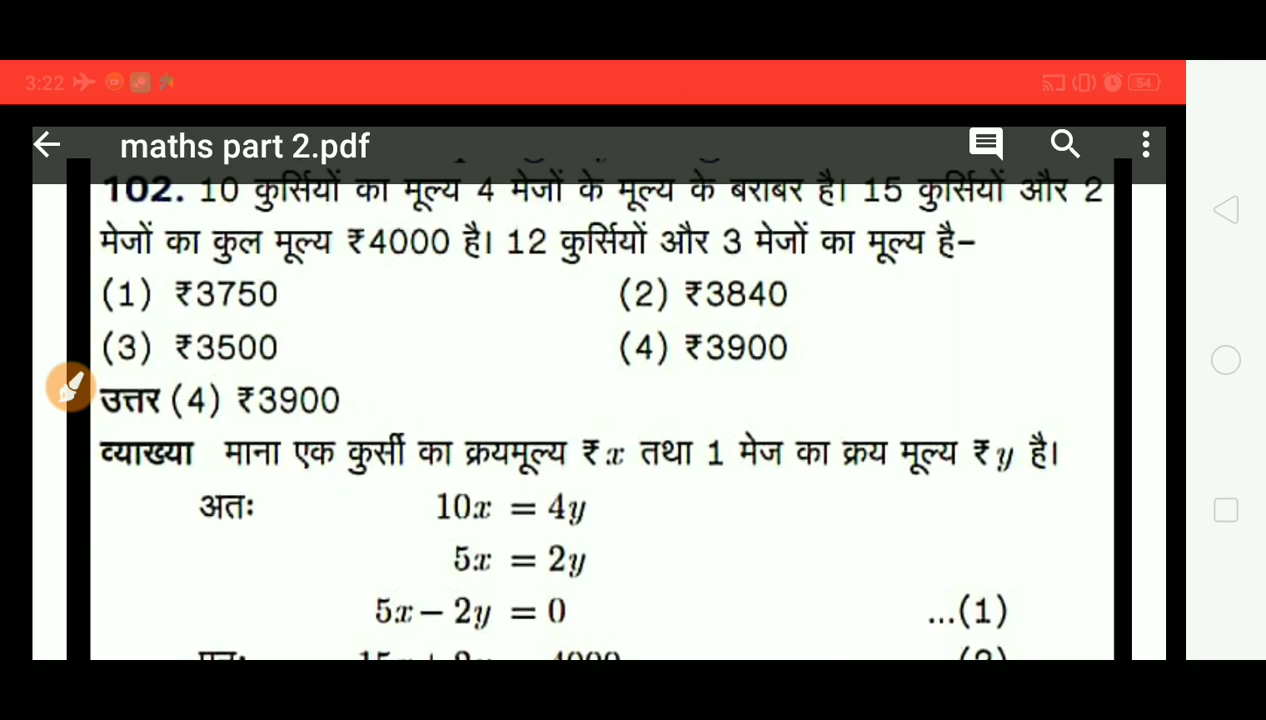 3:22
54
maths part 2.pdf
102. 10 कुर्सियों का मूल्य 4 मेजों के मूल्य के बराबर है। 15 कुर्सियों और 2
मेजों का कुल मूल्य ₹4000 है। 12 कुर्सियों और 3 मेजों का मूल्य है–
(1) ₹3750 (2) ₹3840
(3) ₹3500 (4) ₹3900
उत्तर (4) ₹3900
व्याख्या माना एक कुर्सी का क्रयमूल्य ₹x तथा 1 मेज का क्रय मूल्य ₹y है।
अतः 10x = 4y
5x = 2y
5x – 2y = 0 ...(1)